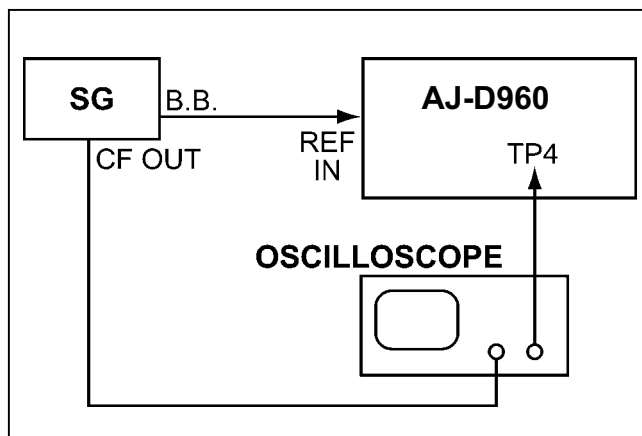 SG
B.B.
CF OUT
REF
IN
AJ-D960
TP4
OSCILLOSCOPE